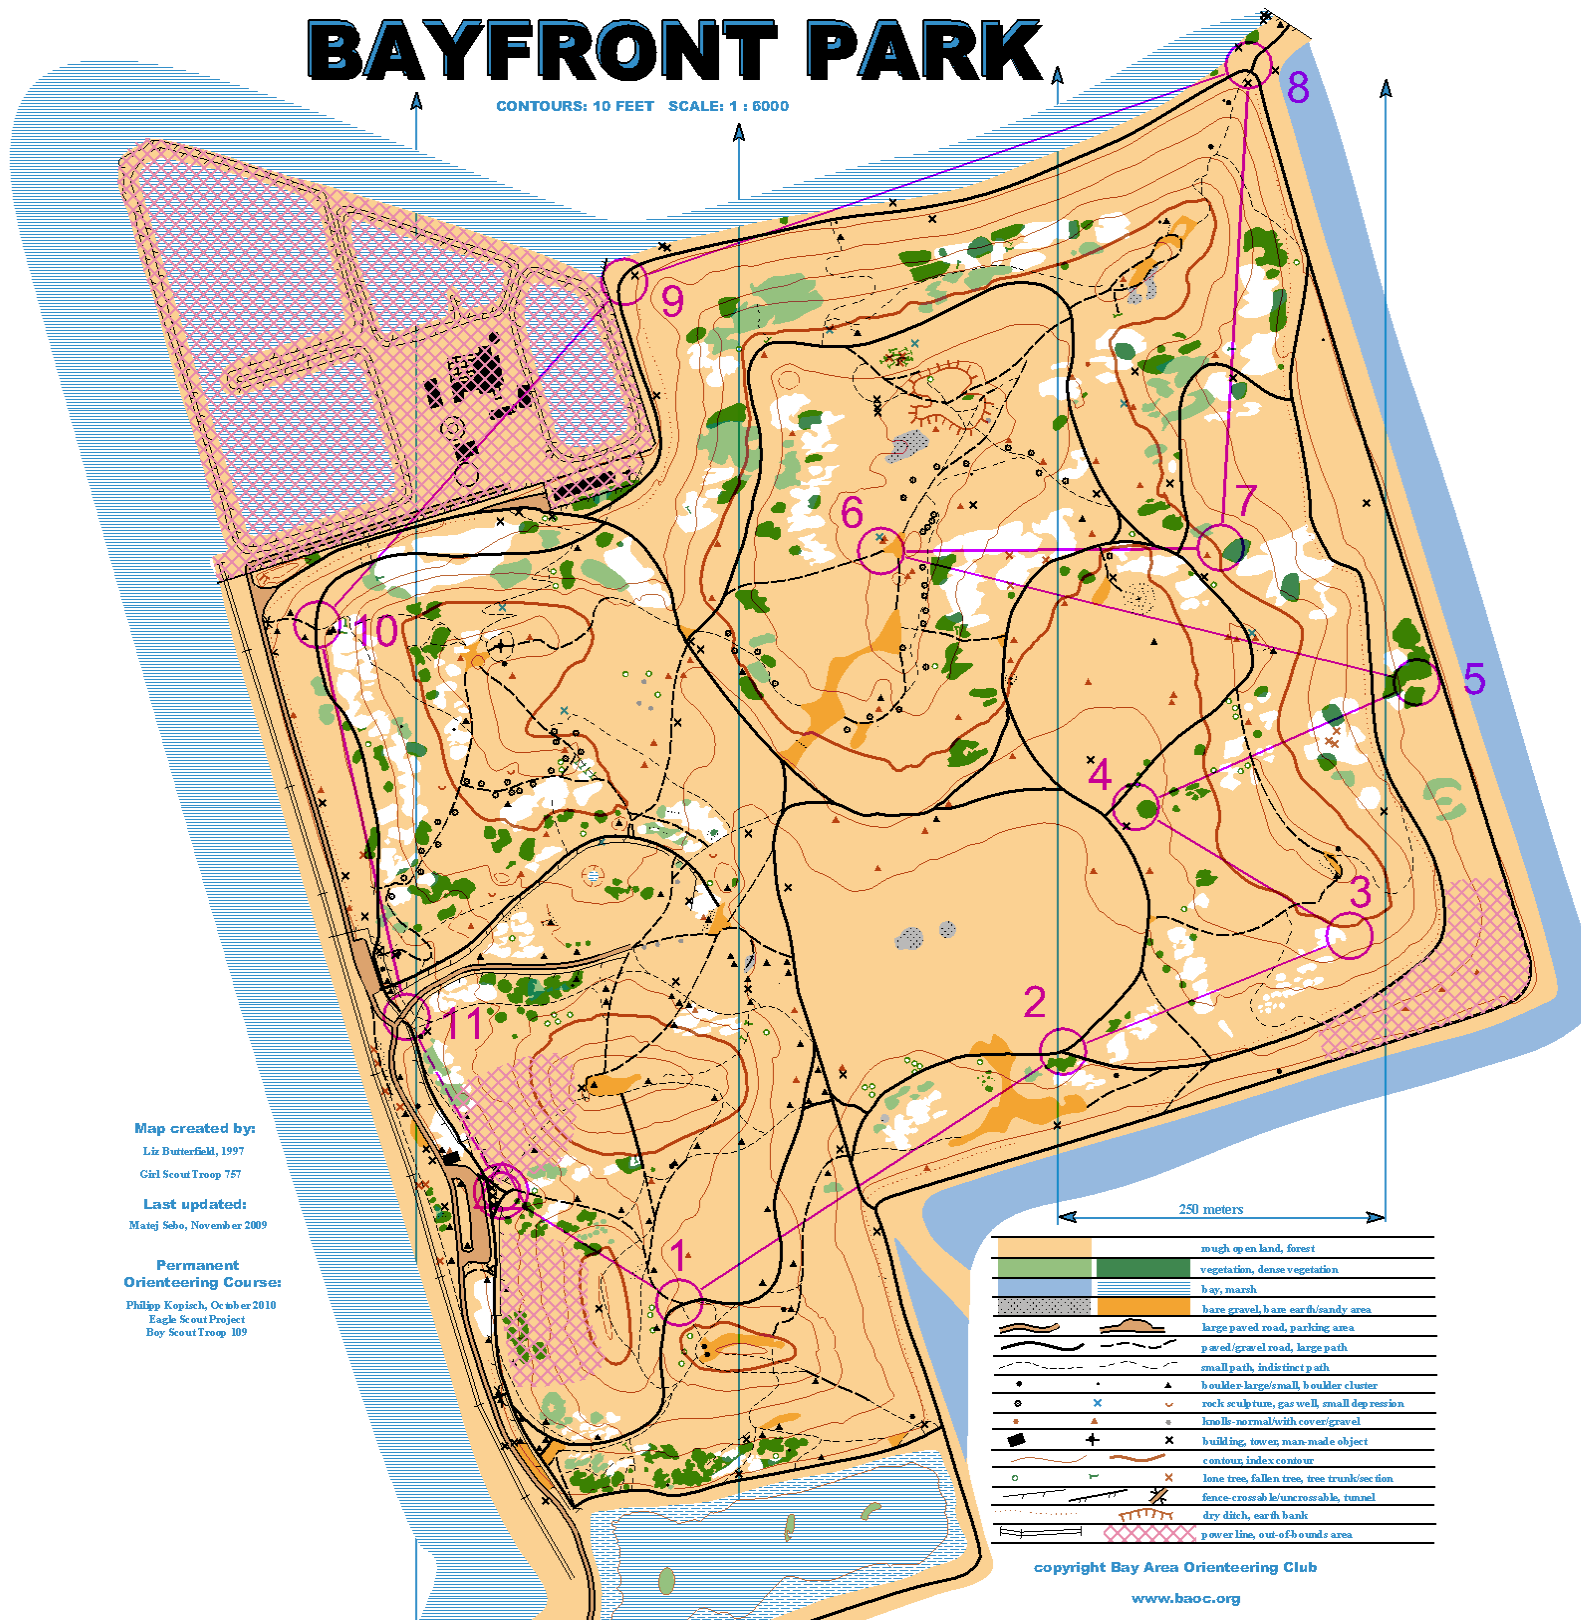 BAYFRONT PARK
CONTOURS: 10 FEET SCALE: 1 : 6000
8
9
7
6
10
5
4
3
2
11
1
Map created by:
Liz Butterfield, 1997
Girl Scout Troop 757
Last updated:
Matej Sebo, November 2009
Permanent
Orienteering Course:
Philipp Kopisch, October 2010
Eagle Scout Project
Boy Scout Troop 109
250 meters
rough open land, forest
vegetation, dense vegetation
bay, marsh
bare gravel, bare earth/sandy area
large paved road, parking area
paved/gravel road, large path
small path, indistinct path
boulder-large/small, boulder cluster
rock sculpture, gas well, small depression
knolls-normal/with cover/gravel
building, tower, man-made object
contour, index contour
lone tree, fallen tree, tree trunk/section
fence-crossable/uncrossable, tunnel
dry ditch, earth bank
power line, out-of-bounds area
copyright Bay Area Orienteering Club
www.baoc.org